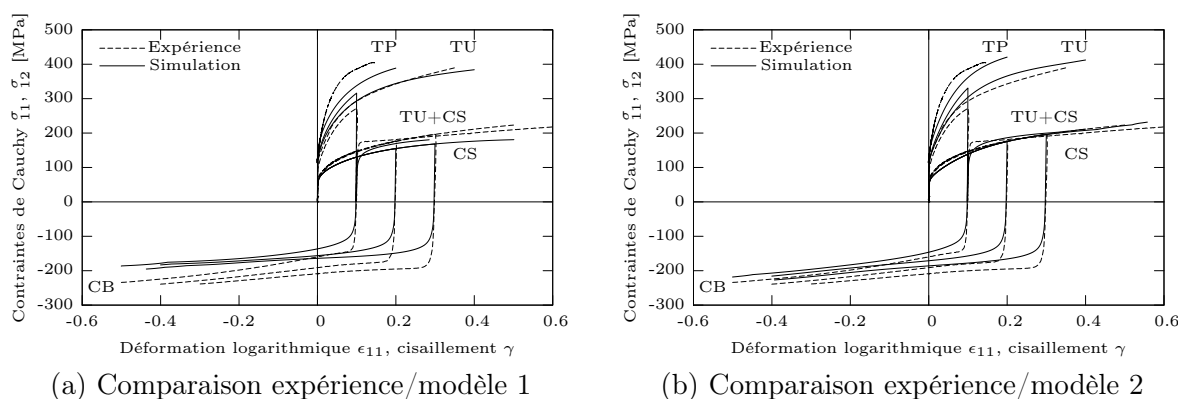 500
400
300
200
100
0
-100
-200
-300
-0.6
-0.4
-0.2
0
0.2
0.4
0.6
Contraintes de Cauchy σ11, σ12 [MPa]
Déformation logarithmique ϵ11, cisaillement γ
Expérience
Simulation
TP
TU
TU+CS
CS
CB
(a) Comparaison expérience/modèle 1
500
400
300
200
100
0
-100
-200
-300
-0.6
-0.4
-0.2
0
0.2
0.4
0.6
Contraintes de Cauchy σ11, σ12 [MPa]
Déformation logarithmique ϵ11, cisaillement γ
Expérience
Simulation
TP
TU
TU+CS
CS
CB
(b) Comparaison expérience/modèle 2